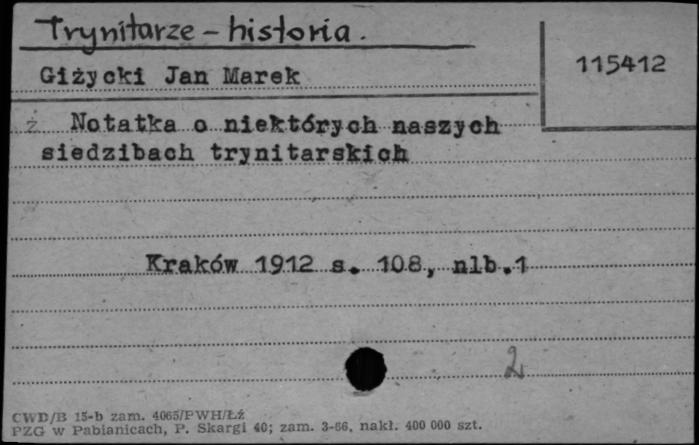 Trynitarze - historia.
115412
Giżycki Jan Marek
Z Notatka o niektórych naszych
siedzibach trynitarskich
Kraków 1912 s. 108, nlb.1
2
CWD/B 15-b zam. 4065/PWH/Łź
PZG w Pabianicach, P. Skargi 40; zam. 3-66, nakł. 400 000 szt.